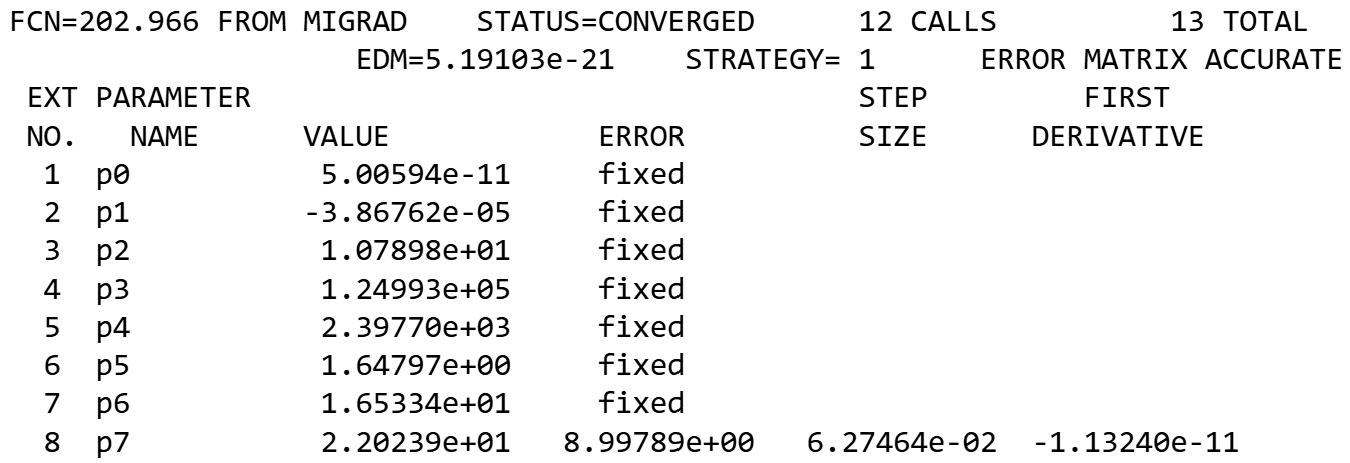 FCN=202.966 FROM MIGRAD    STATUS=CONVERGED      12 CALLS          13 TOTAL
                    EDM=5.19103e-21    STRATEGY= 1      ERROR MATRIX ACCURATE
 EXT PARAMETER                                   STEP         FIRST
 NO.   NAME      VALUE            ERROR          SIZE      DERIVATIVE
  1  p0           5.00594e-11     fixed
  2  p1          -3.86762e-05     fixed
  3  p2           1.07898e+01     fixed
  4  p3           1.24993e+05     fixed
  5  p4           2.39770e+03     fixed
  6  p5           1.64797e+00     fixed
  7  p6           1.65334e+01     fixed
  8  p7           2.20239e+01   8.99789e+00   6.27464e-02  -1.13240e-11